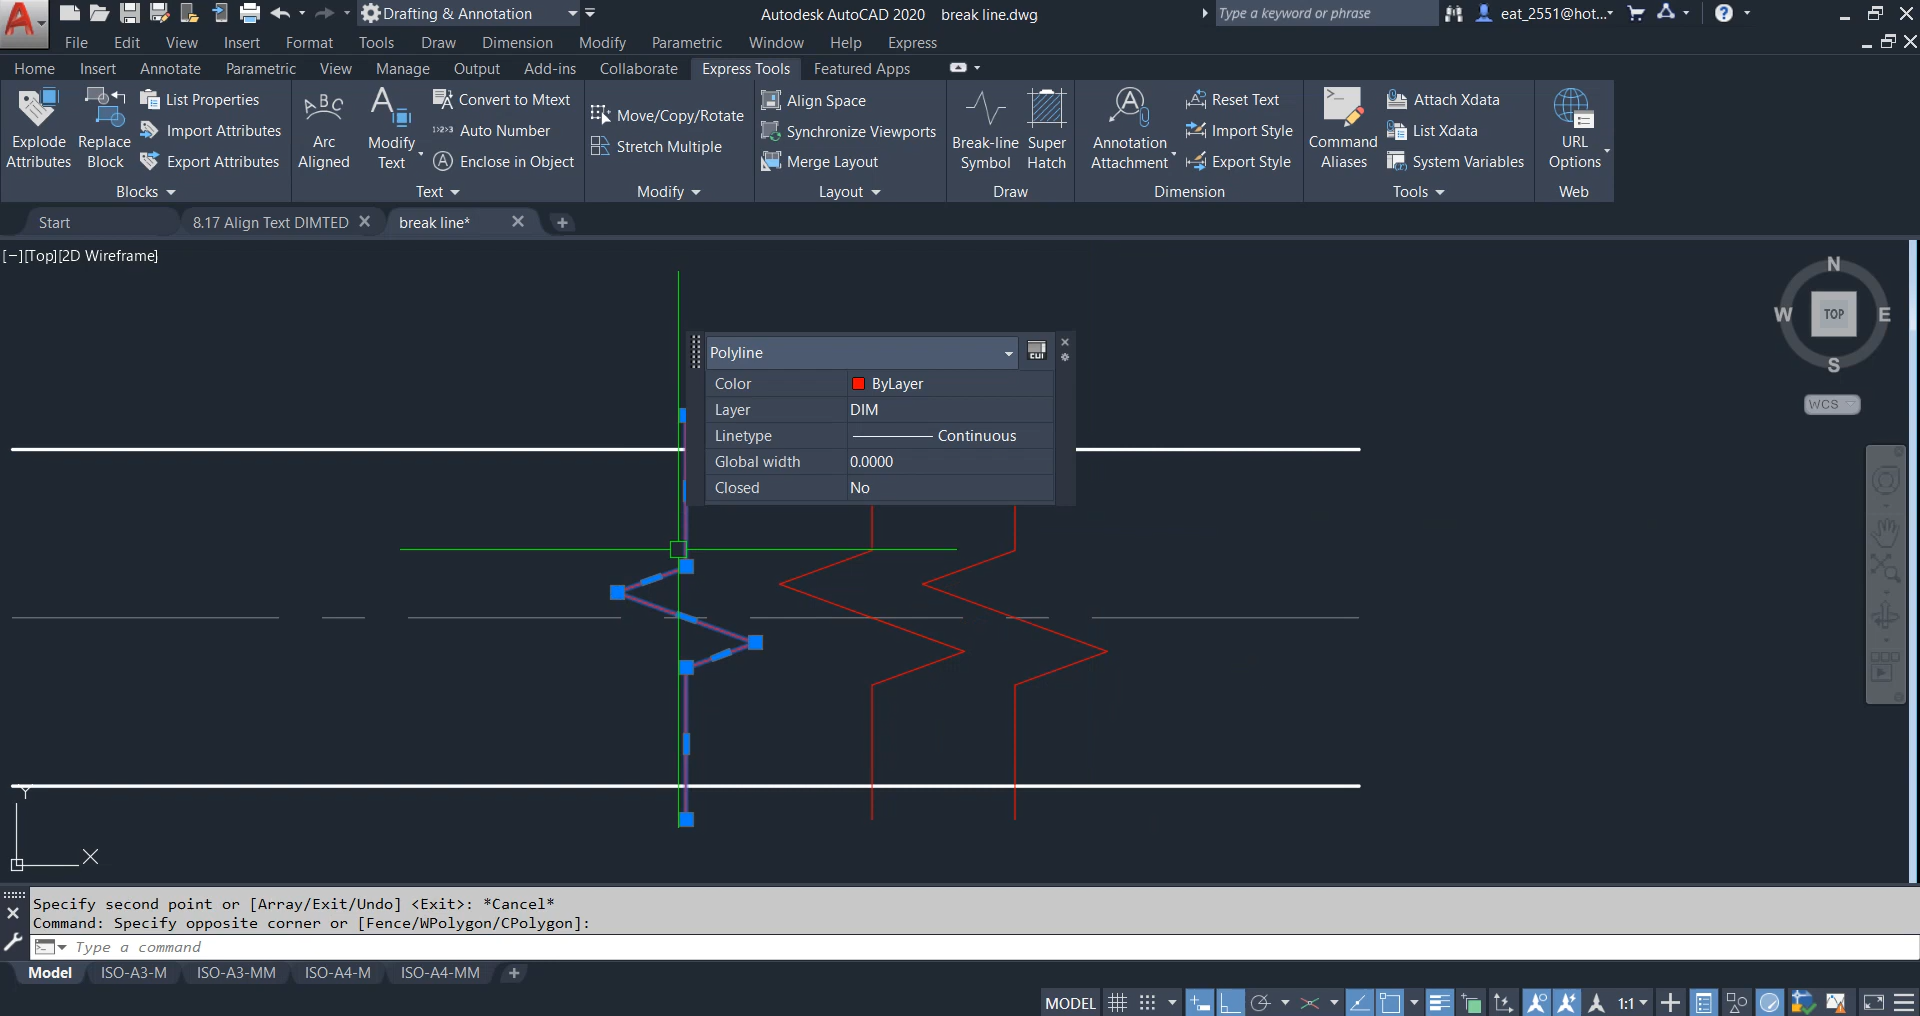 Drafting & Annotation
Autodesk AutoCAD 2020 break line.dwg
Type a keyword or phrase
eat_2551@hot...
File Edit View Insert Format Tools Draw Dimension Modify Parametric Window Help Express
Home Insert Annotate Parametric View Manage Output Add-ins Collaborate Express Tools Featured Apps
Explode Attributes
Replace Block
List Properties
Import Attributes
Export Attributes
Blocks
Arc Aligned
Modify Text
Convert to Mtext
Auto Number
Enclose in Object
Text
Move/Copy/Rotate
Stretch Multiple
Modify
Align Space
Synchronize Viewports
Merge Layout
Layout
Break-line Symbol
Super Hatch
Draw
Annotation Attachment
Reset Text
Import Style
Export Style
Dimension
Command Aliases
Attach Xdata
List Xdata
System Variables
Tools
URL Options
Web
Start
8.17 Align Text DIMTED
break line*
[−][Top][2D Wireframe]
N
W TOP E
S
WCS
Polyline
CUI
Color ByLayer
Layer DIM
Linetype Continuous
Global width 0.0000
Closed No
Y
X
Specify second point or [Array/Exit/Undo] <Exit>: *Cancel*
Command: Specify opposite corner or [Fence/WPolygon/CPolygon]:
Type a command
Model ISO-A3-M ISO-A3-MM ISO-A4-M ISO-A4-MM
MODEL
1:1